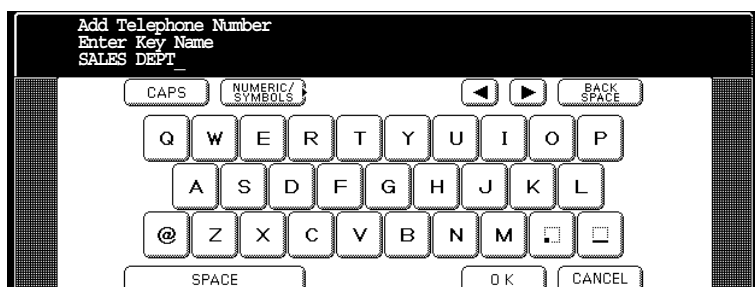 Add Telephone Number
Enter Key Name
SALES DEPT_
CAPS NUMERIC/ SYMBOLS ◀ ▶ BACK SPACE
Q W E R T Y U I O P
A S D F G H J K L
@ Z X C V B N M . _
SPACE OK CANCEL